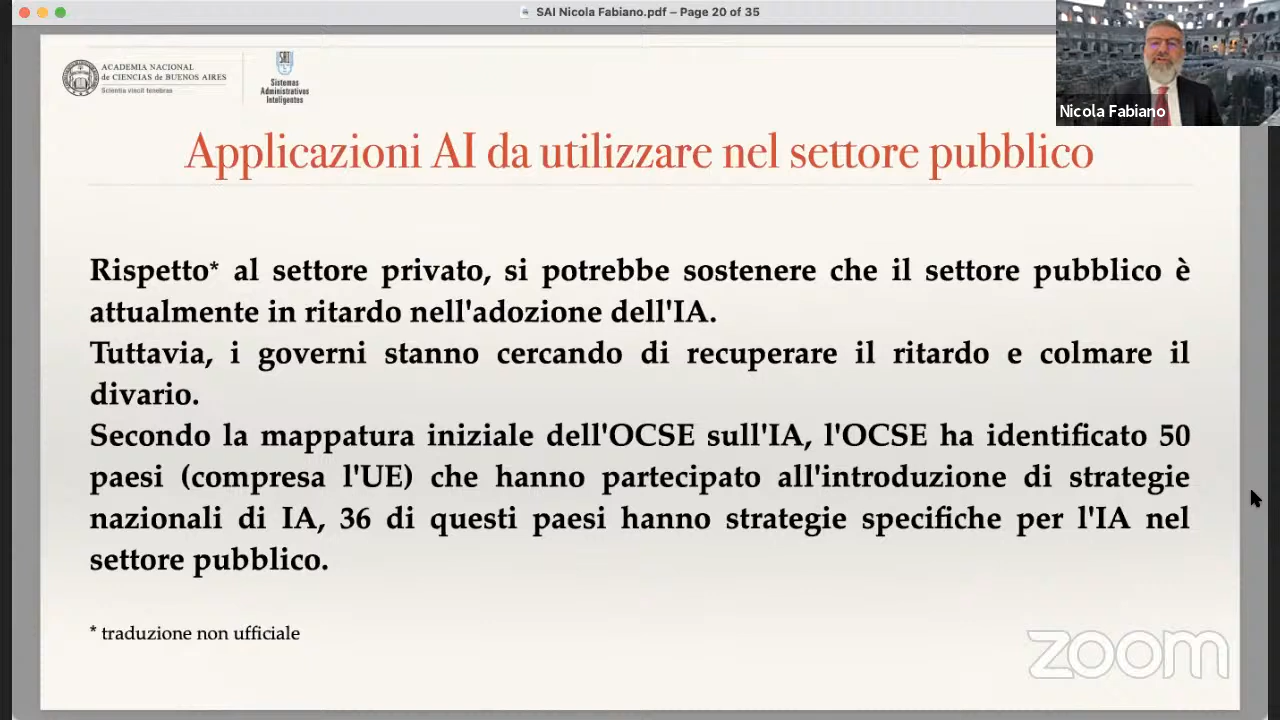 SAI Nicola Fabiano.pdf – Page 20 of 35
ACADEMIA NACIONAL
de CIENCIAS de BUENOS AIRES
Scientia vincit tenebras
SAI
Sistemas
Administrativos
Inteligentes
Nicola Fabiano
Applicazioni AI da utilizzare nel settore pubblico
Rispetto* al settore privato, si potrebbe sostenere che il settore pubblico è
attualmente in ritardo nell'adozione dell'IA.
Tuttavia, i governi stanno cercando di recuperare il ritardo e colmare il
divario.
Secondo la mappatura iniziale dell'OCSE sull'IA, l'OCSE ha identificato 50
paesi (compresa l'UE) che hanno partecipato all'introduzione di strategie
nazionali di IA, 36 di questi paesi hanno strategie specifiche per l'IA nel
settore pubblico.
* traduzione non ufficiale
zoom